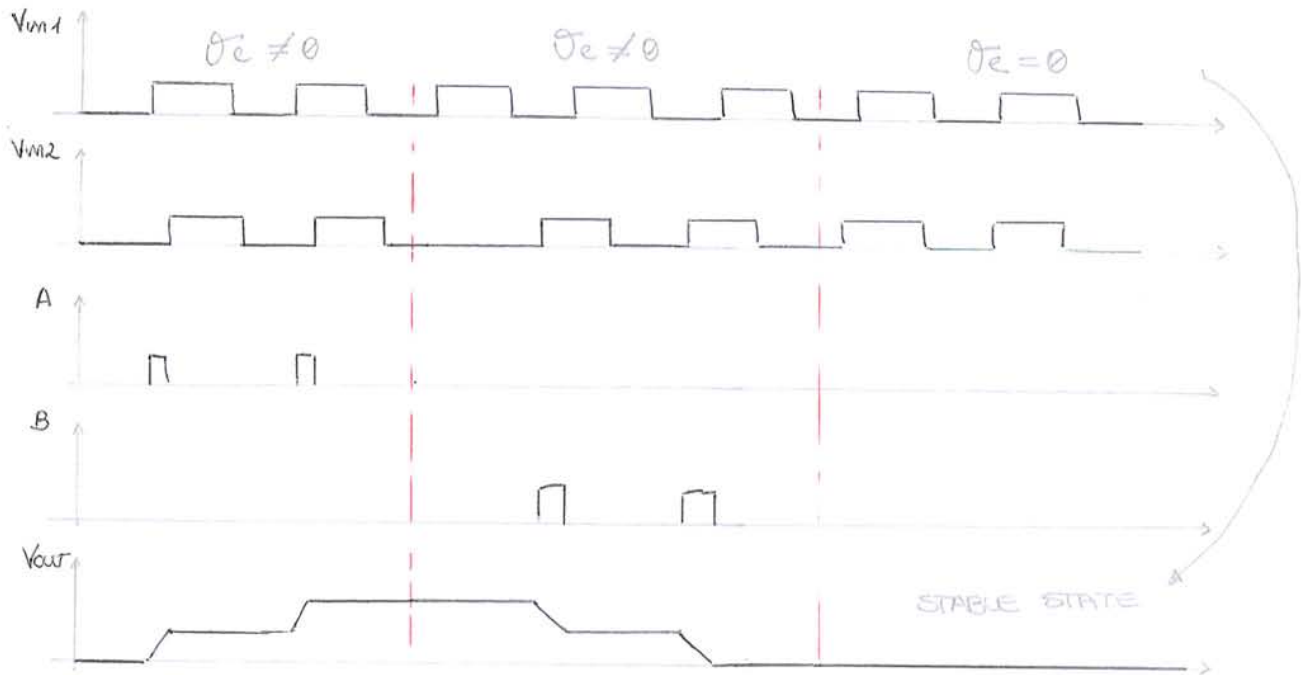 Vin1
ϑe ≠ 0
ϑe ≠ 0
ϑe = 0
Vin2
A
B
Vout
STABLE STATE